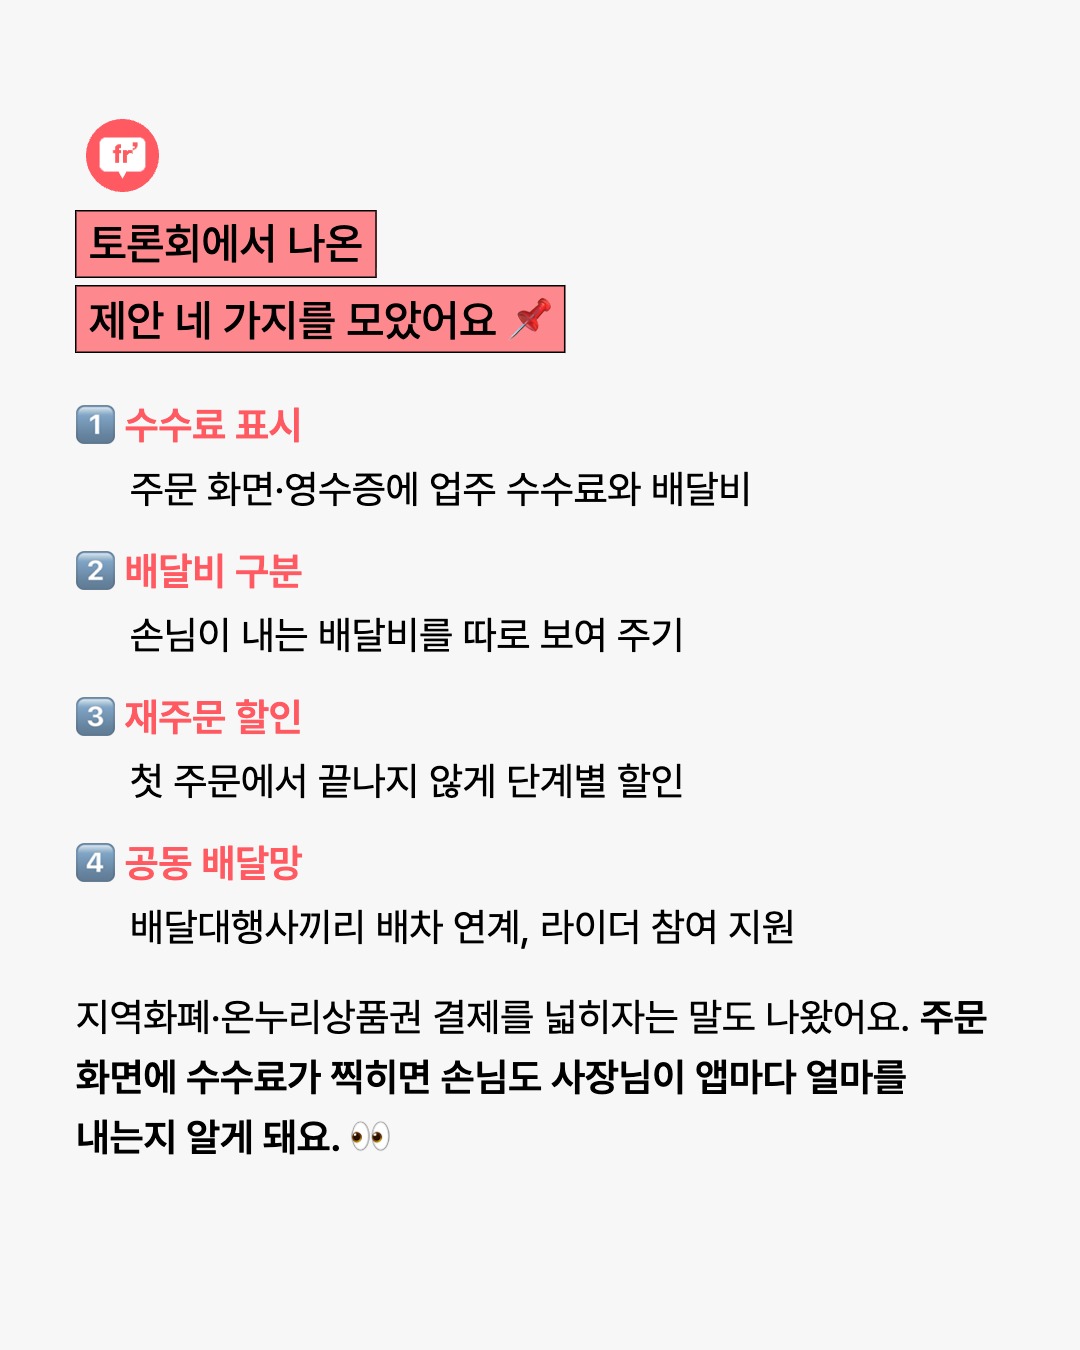 fr’
토론회에서 나온
제안 네 가지를 모았어요 📌
1 수수료 표시
주문 화면·영수증에 업주 수수료와 배달비
2 배달비 구분
손님이 내는 배달비를 따로 보여 주기
3 재주문 할인
첫 주문에서 끝나지 않게 단계별 할인
4 공동 배달망
배달대행사끼리 배차 연계, 라이더 참여 지원
지역화폐·온누리상품권 결제를 넓히자는 말도 나왔어요. 주문
화면에 수수료가 찍히면 손님도 사장님이 앱마다 얼마를
내는지 알게 돼요. 👀